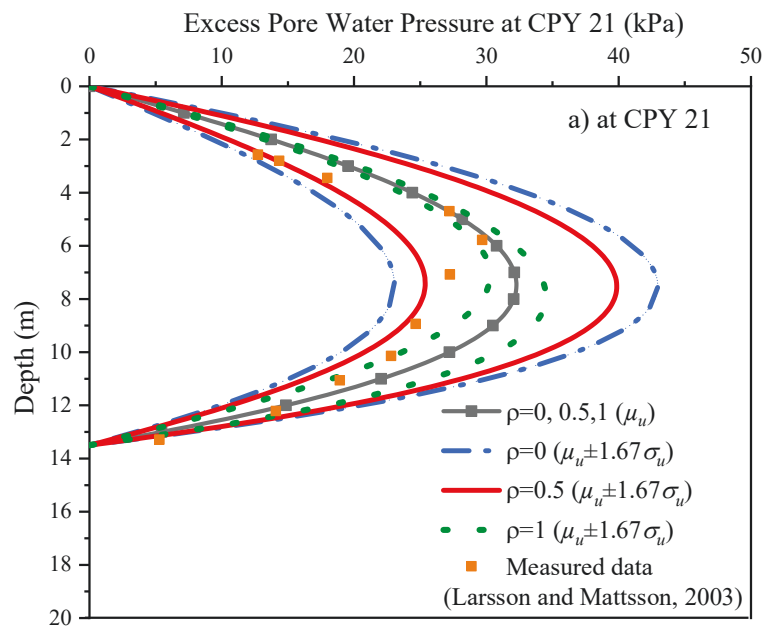 Excess Pore Water Pressure at CPY 21 (kPa)
0 10 20 30 40 50
a) at CPY 21
Depth (m)
0
2
4
6
8
10
12
14
16
18
20
ρ=0, 0.5,1 (μu)
ρ=0 (μu±1.67σu)
ρ=0.5 (μu±1.67σu)
ρ=1 (μu±1.67σu)
Measured data
(Larsson and Mattsson, 2003)